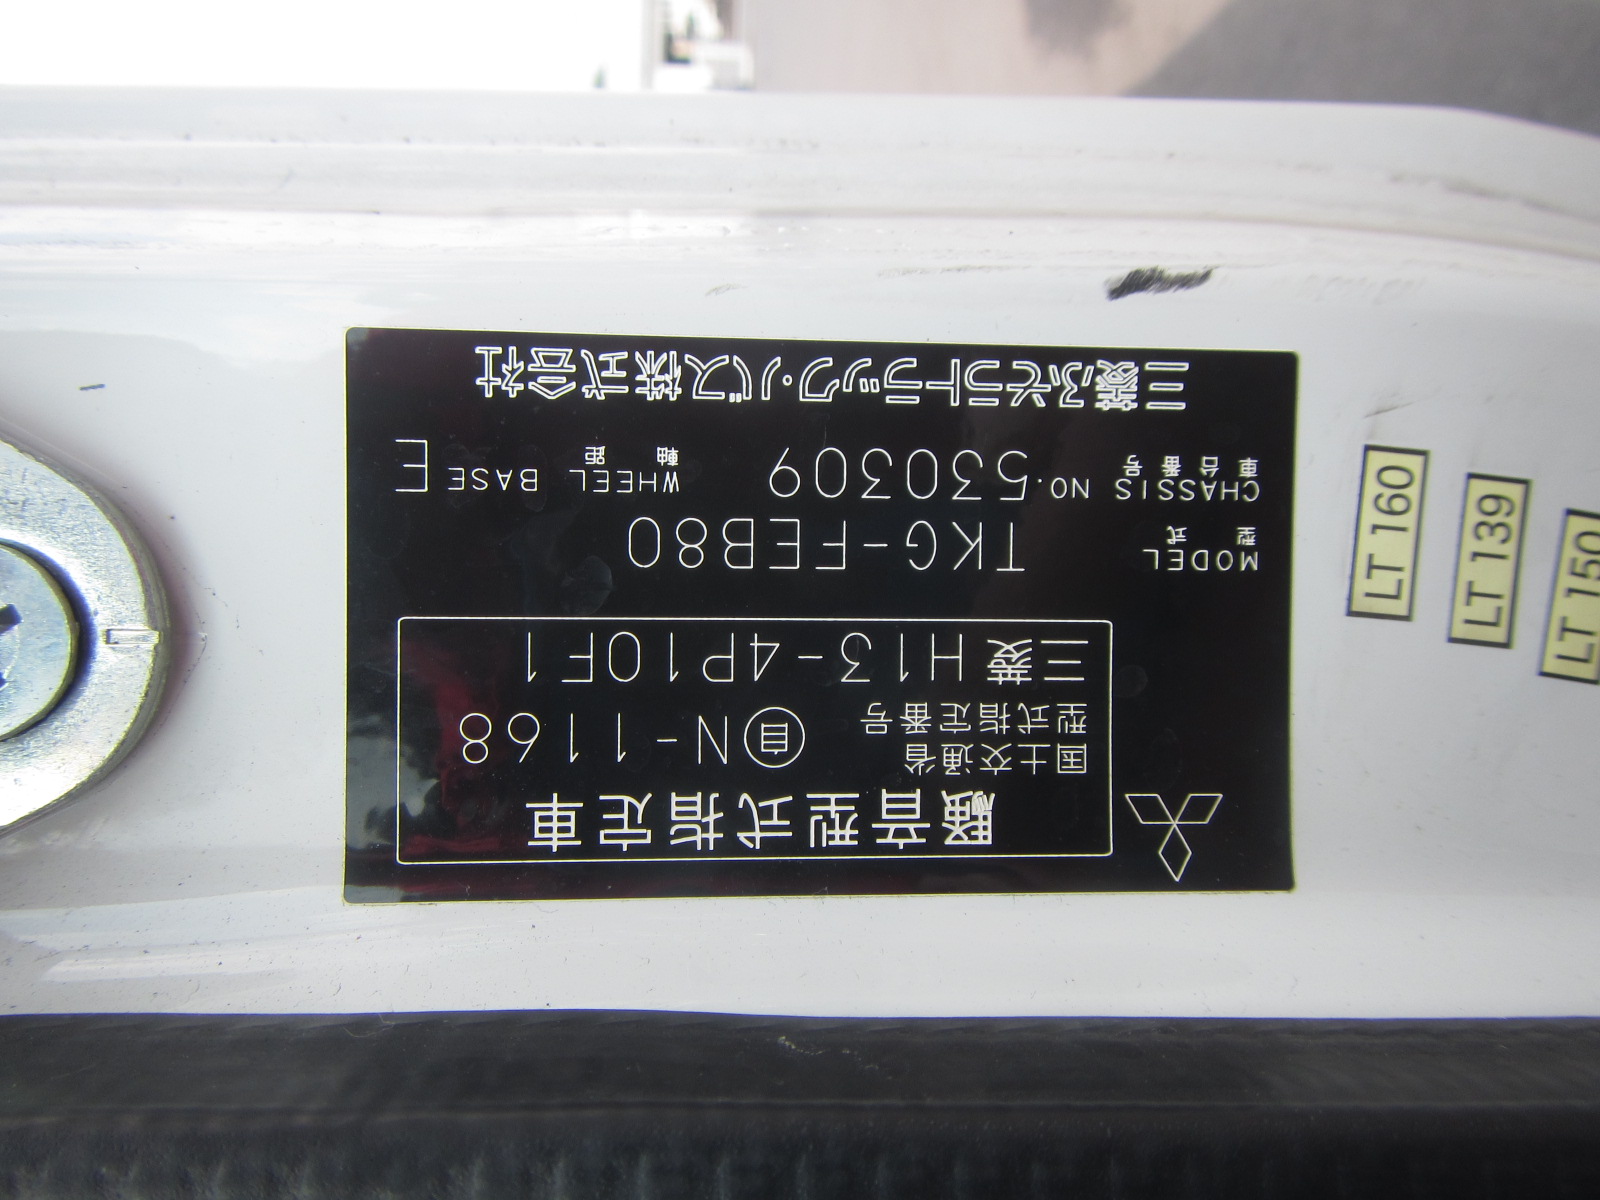 騒音型式指定車
国土交通省
型式指定番号 自 N-1168
三菱 H13-4P10F1
MODEL TKG-FEB80
型式
CHASSIS NO. 530309 WHEEL BASE E
車台番号 軸距
三菱ふそうトラック・バス株式会社
LT 160
LT 139
LT 150